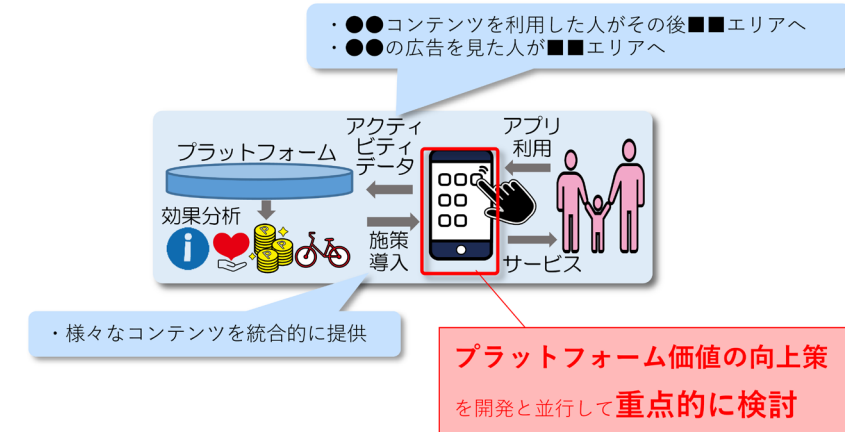 ・●●コンテンツを利用した人がその後■■エリアへ
・●●の広告を見た人が■■エリアへ
プラットフォーム
アクティ
ビティ
データ
アプリ
利用
効果分析
施策
導入
サービス
・様々なコンテンツを統合的に提供
プラットフォーム価値の向上策
を開発と並行して重点的に検討